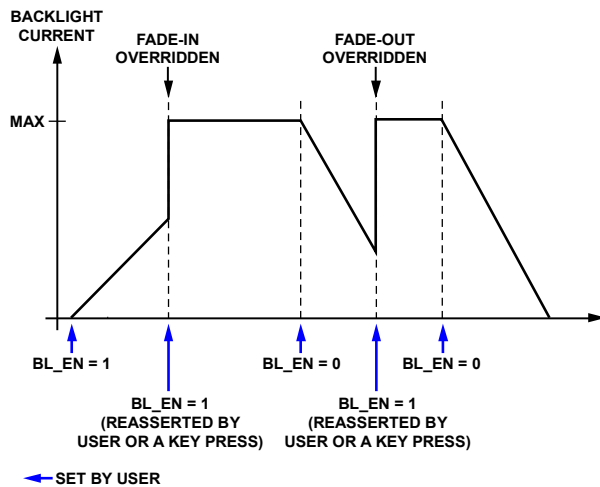 BACKLIGHT
CURRENT
FADE-IN
OVERRIDDEN
FADE-OUT
OVERRIDDEN
MAX
BL_EN = 1
BL_EN = 0
BL_EN = 0
BL_EN = 1
(REASSERTED BY
USER OR A KEY PRESS)
BL_EN = 1
(REASSERTED BY
USER OR A KEY PRESS)
SET BY USER